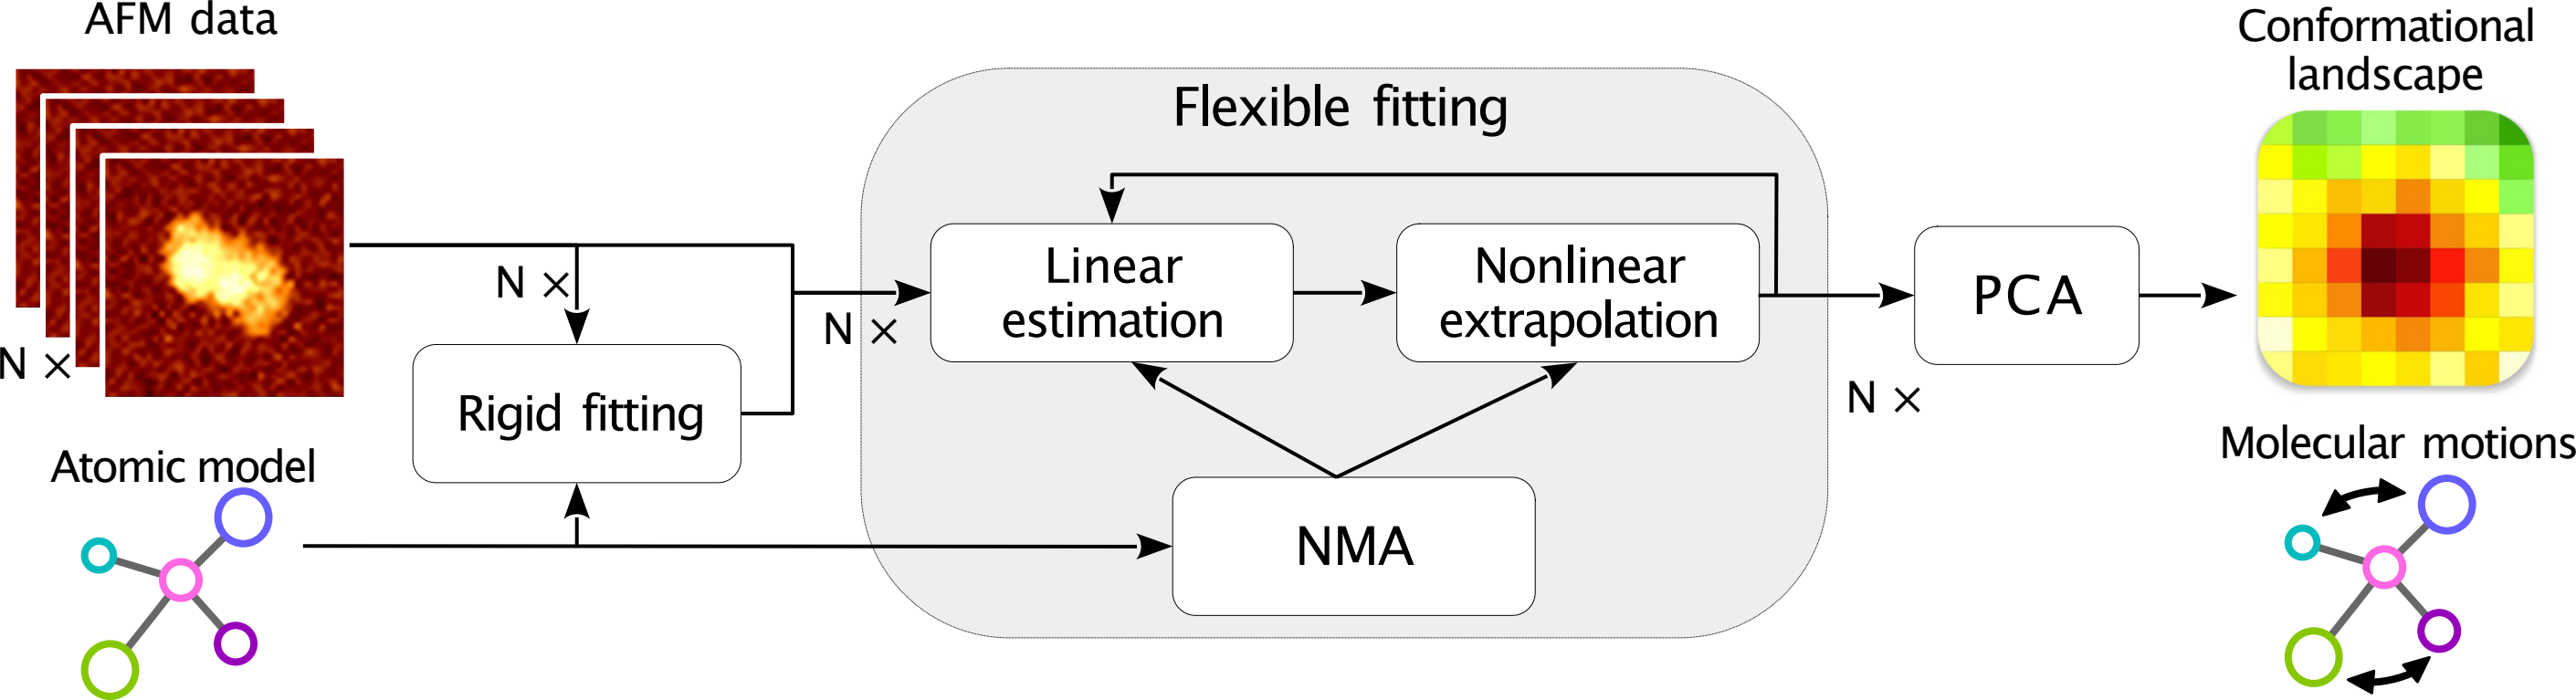 AFM data
N ×
Atomic model
N ×
Rigid fitting
N ×
Flexible fitting
Linear
estimation
Nonlinear
extrapolation
NMA
N ×
PCA
Conformational
landscape
Molecular motions